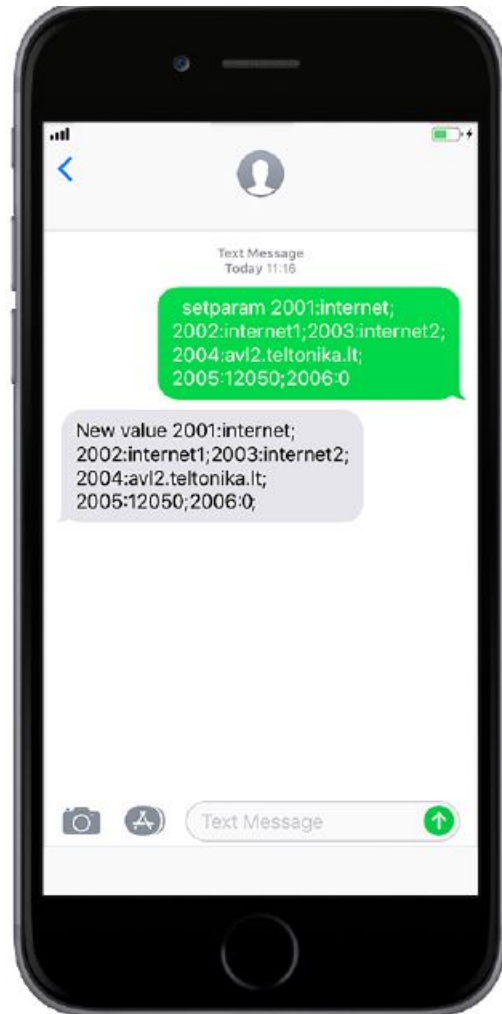 Text Message
Today 11:16
setparam 2001:internet;
2002:internet1;2003:internet2;
2004:avl2.teltonika.lt;
2005:12050;2006:0
New value 2001:internet;
2002:internet1;2003:internet2;
2004:avl2.teltonika.lt;
2005:12050;2006:0;
Text Message